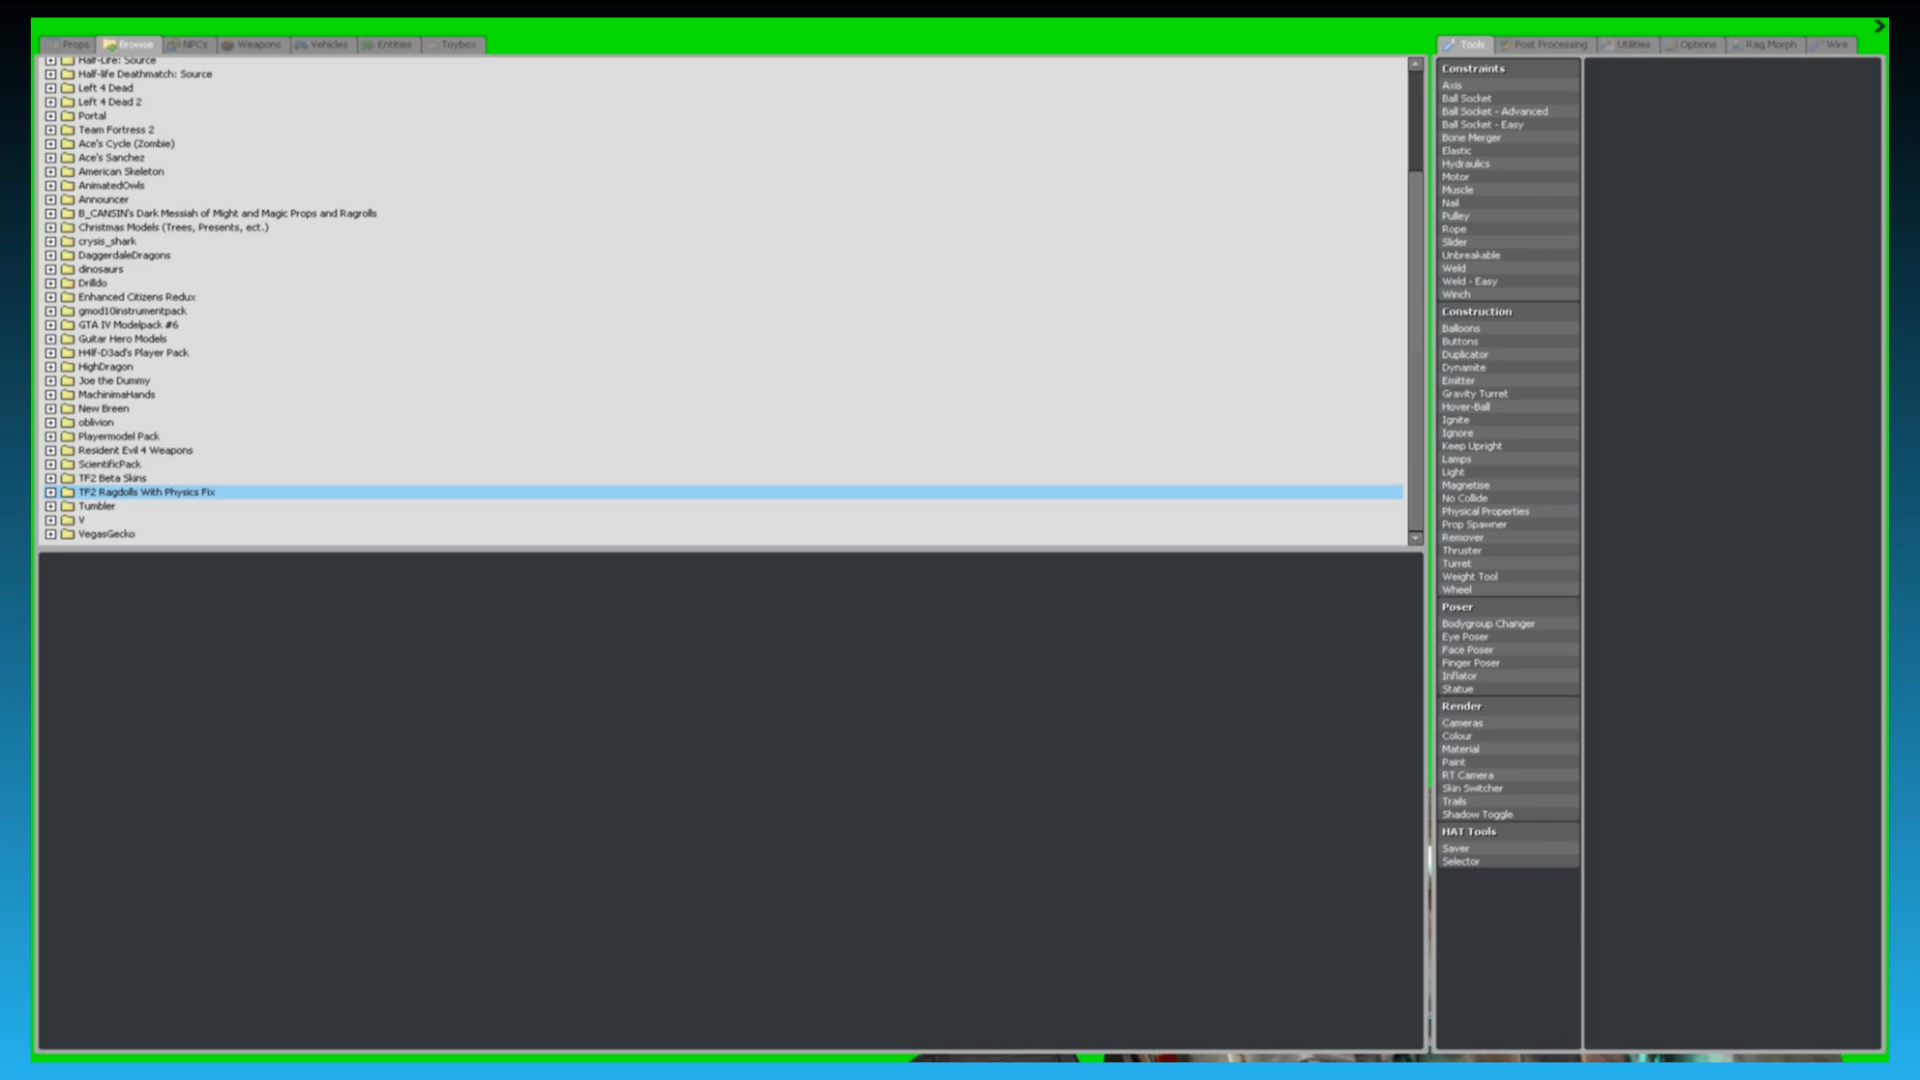 Props Browse NPCs Weapons Vehicles Entities Toybox
Half-Life: Source
Half-life Deathmatch: Source
Left 4 Dead
Left 4 Dead 2
Portal
Team Fortress 2
Ace's Cycle (Zombie)
Ace's Sanchez
American Skeleton
AnimatedOwls
Announcer
B_CANSIN's Dark Messiah of Might and Magic Props and Ragrolls
Christmas Models (Trees, Presents, ect.)
crysis_shark
DaggerdaleDragons
dinosaurs
Drilldo
Enhanced Citizens Redux
gmod10instrumentpack
GTA IV Modelpack #6
Guitar Hero Models
H4lf-D3ad's Player Pack
HighDragon
Joe the Dummy
MachinimaHands
New Breen
oblivion
Playermodel Pack
Resident Evil 4 Weapons
ScientificPack
TF2 Beta Skins
TF2 Ragdolls With Physics Fix
Tumbler
V
VegasGecko
Tools Post Processing Utilities Options Rag Morph Wire
Constraints
Axis
Ball Socket
Ball Socket - Advanced
Ball Socket - Easy
Bone Merger
Elastic
Hydraulics
Motor
Muscle
Nail
Pulley
Rope
Slider
Unbreakable
Weld
Weld - Easy
Winch
Construction
Balloons
Buttons
Duplicator
Dynamite
Emitter
Gravity Turret
Hover-Ball
Ignite
Ignore
Keep Upright
Lamps
Light
Magnetise
No Collide
Physical Properties
Prop Spawner
Remover
Thruster
Turret
Weight Tool
Wheel
Poser
Bodygroup Changer
Eye Poser
Face Poser
Finger Poser
Inflator
Statue
Render
Cameras
Colour
Material
Paint
RT Camera
Skin Switcher
Trails
Shadow Toggle
HAT Tools
Saver
Selector